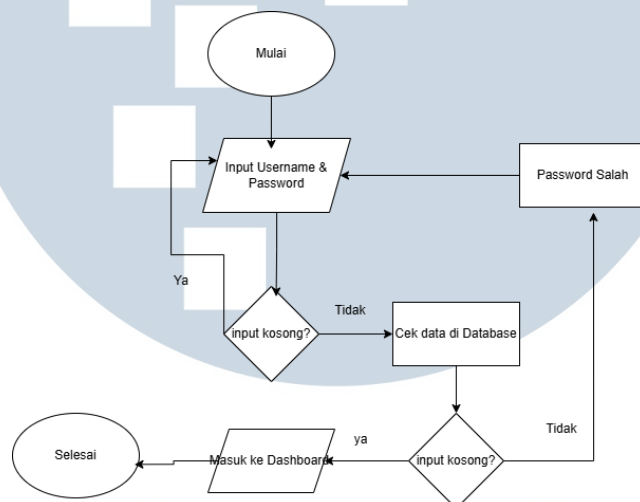 Mulai
Input Username &
Password
Password Salah
Ya
input kosong?
Tidak
Cek data di Database
Selesai
Masuk ke Dashboard
ya
input kosong?
Tidak